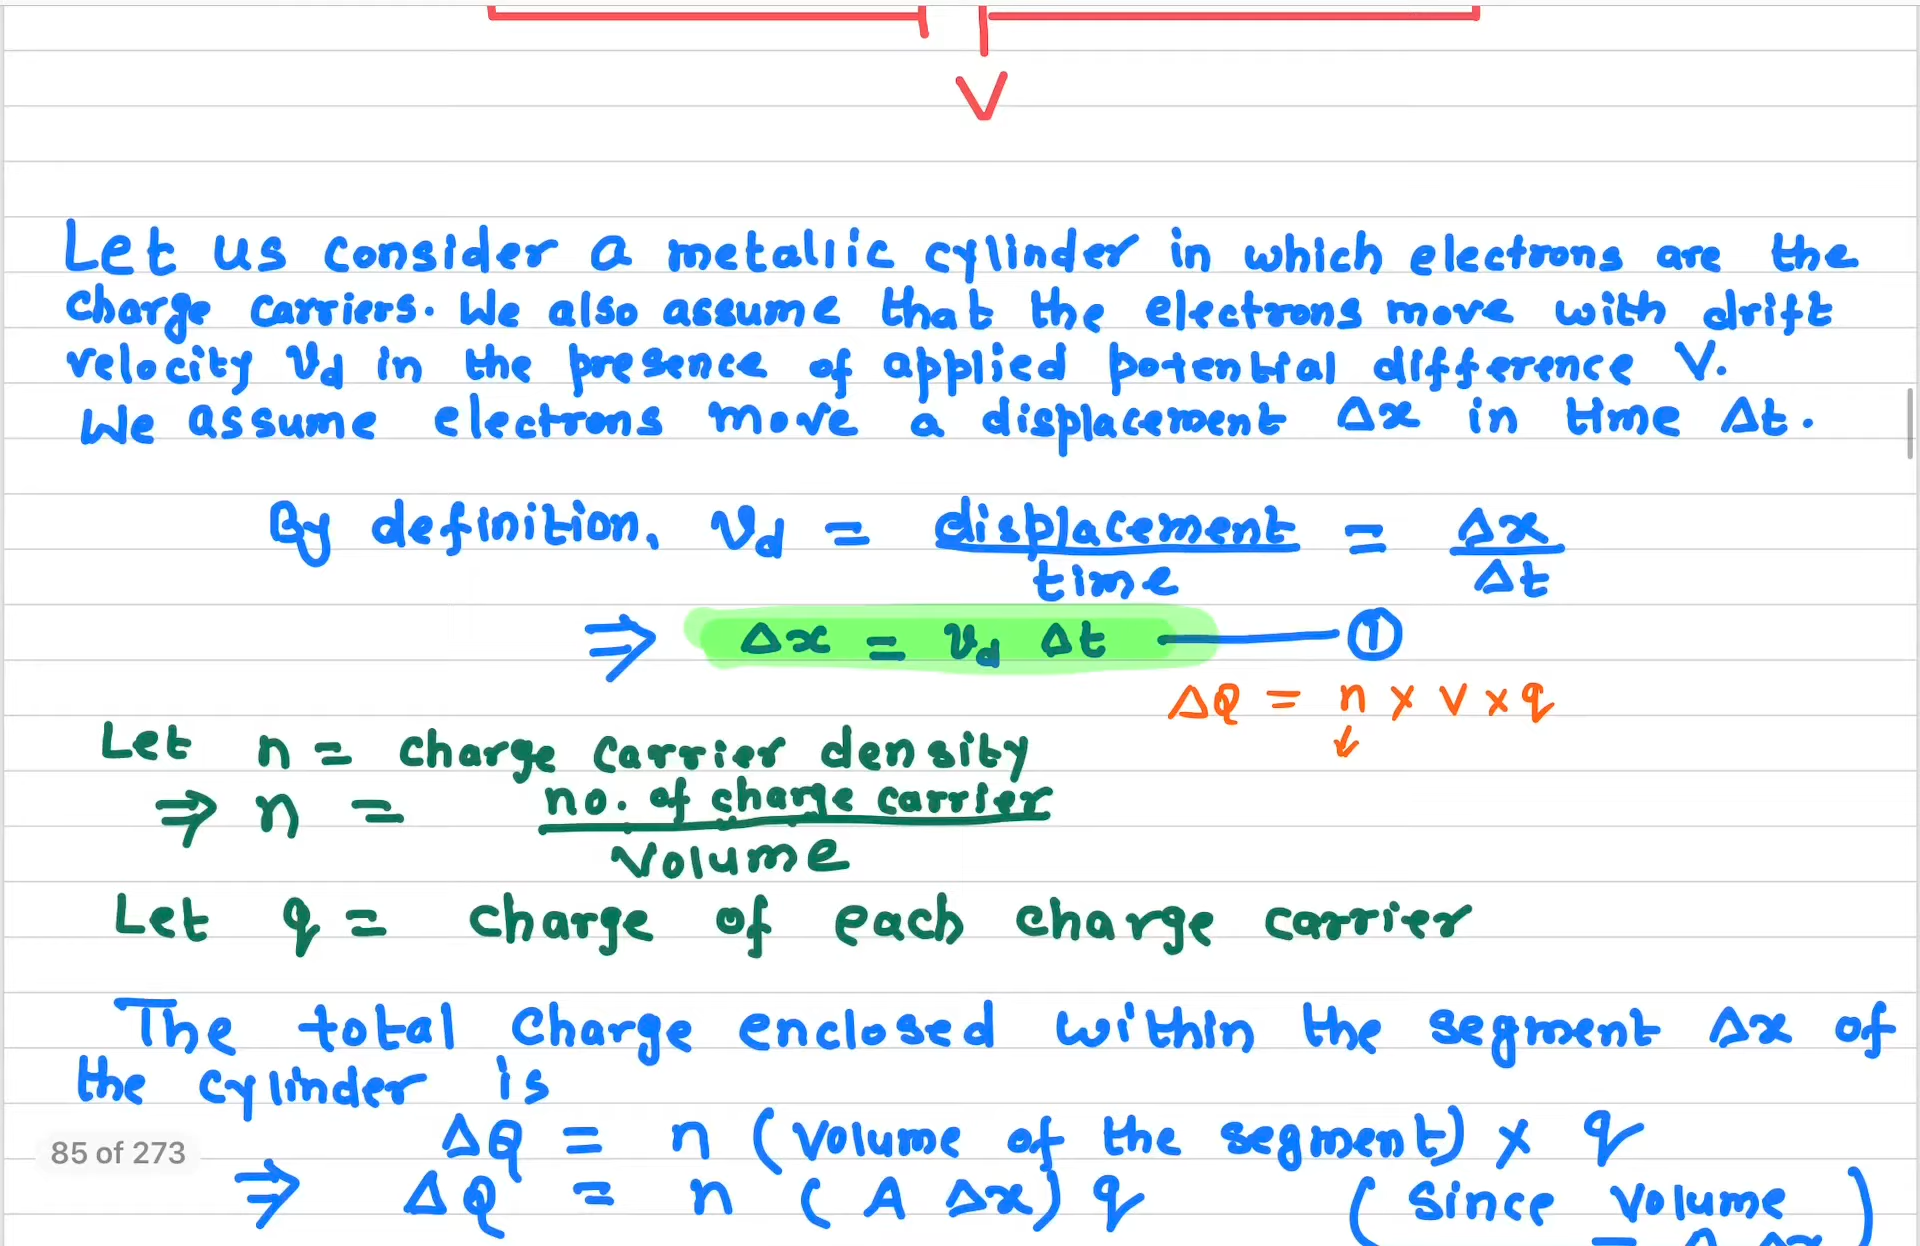 V
Let us consider a metallic cylinder in which electrons are the
charge carriers. We also assume that the electrons move with drift
velocity vd in the presence of applied potential difference V.
We assume electrons move a displacement Δx in time Δt.
By definition, vd = displacement/time = Δx/Δt
⇒ Δx = vd Δt —— ①
ΔQ = n × V × q
Let n = charge carrier density
⇒ n = no. of charge carrier/Volume
Let q = charge of each charge carrier
The total charge enclosed within the segment Δx of
the cylinder is
ΔQ = n (volume of the segment) × q
⇒ ΔQ = n (A Δx) q (Since volume
= A Δx)
85 of 273